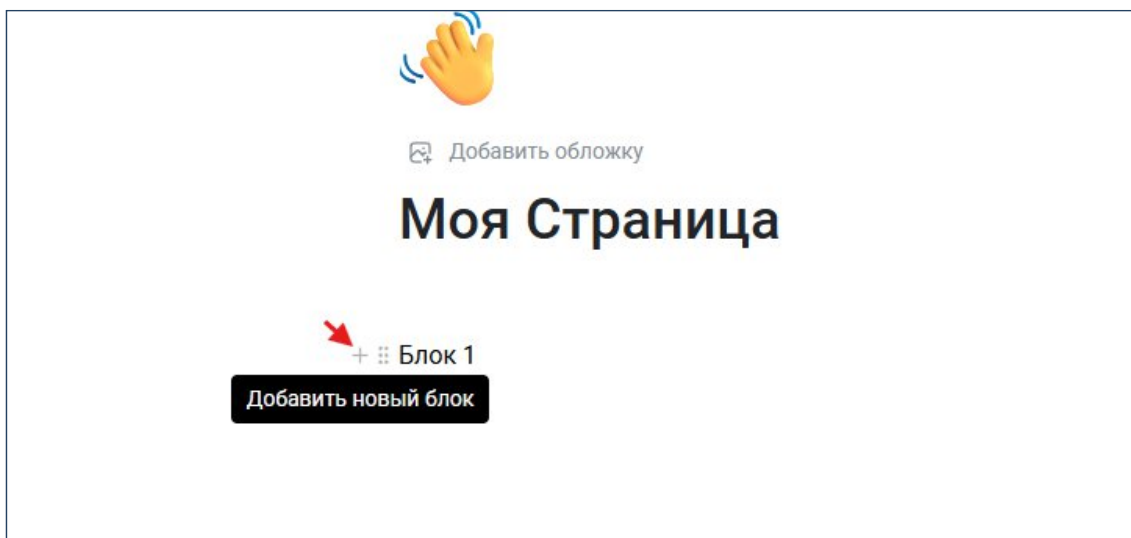 Добавить обложку
Моя Страница
Блок 1
Добавить новый блок